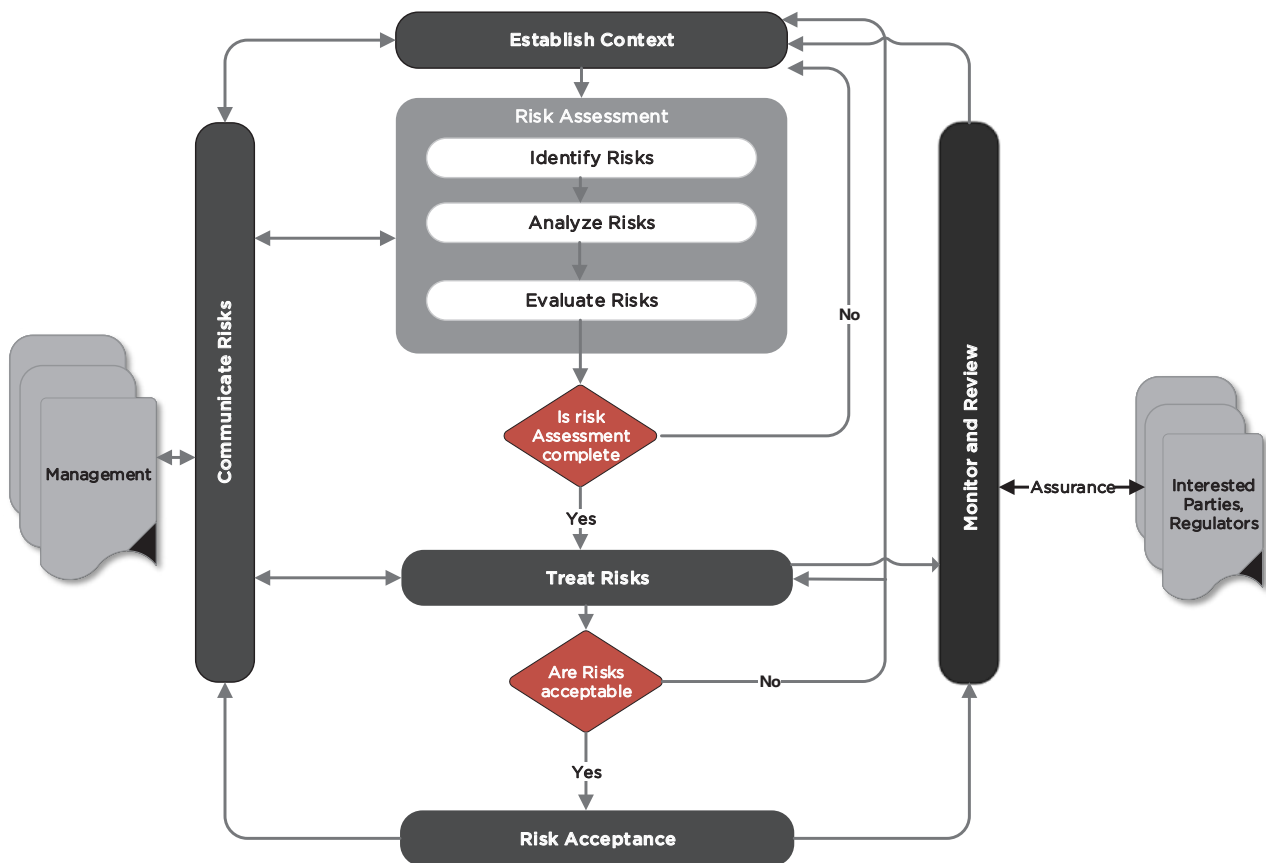 Establish Context
Risk Assessment
Identify Risks
Analyze Risks
Evaluate Risks
No
Is risk
Assessment
complete
Yes
Treat Risks
Are Risks
acceptable
No
Yes
Risk Acceptance
Communicate Risks
Management
Monitor and Review
Assurance
Interested
Parties,
Regulators